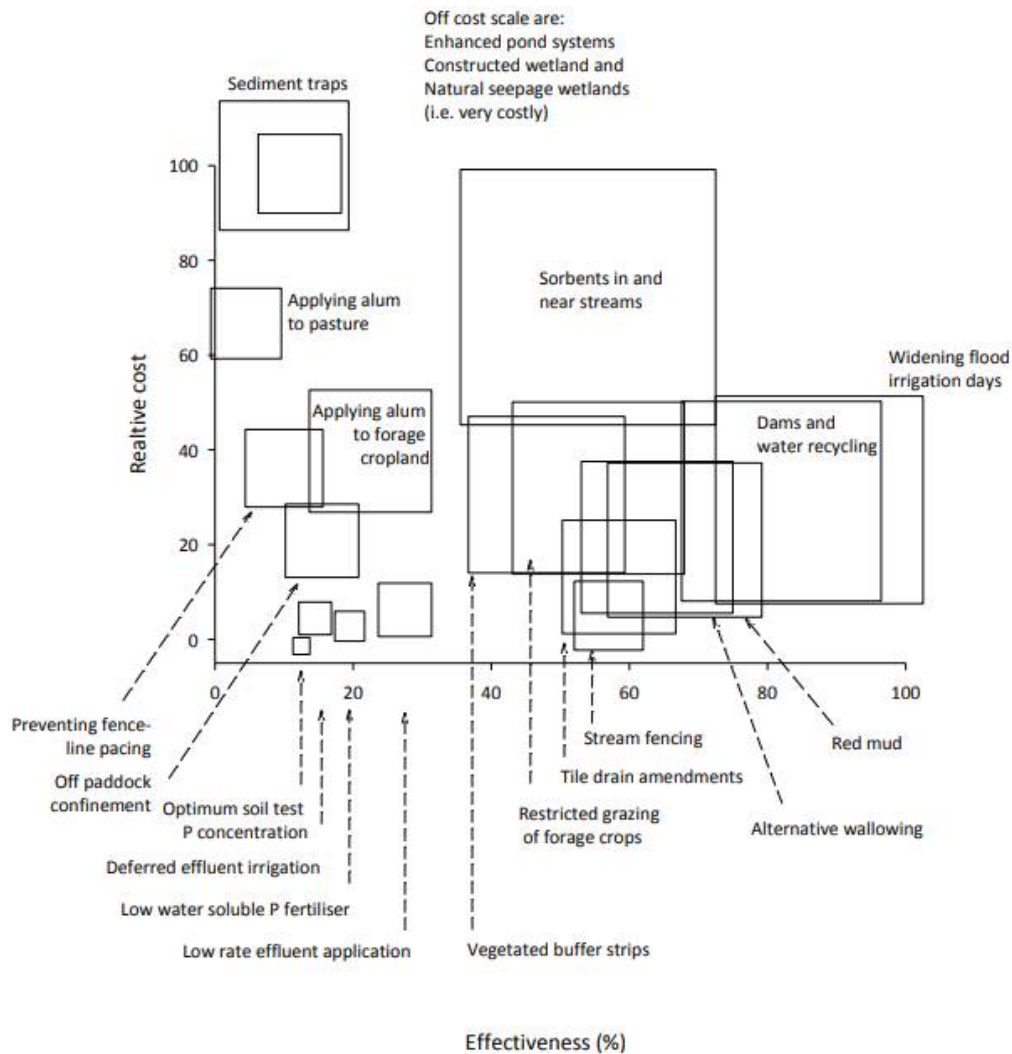 Off cost scale are:
Enhanced pond systems
Constructed wetland and
Natural seepage wetlands
(i.e. very costly)
Sediment traps
100
80
60
40
20
0
Realtive cost
Applying alum
to pasture
Applying alum
to forage
cropland
Sorbents in and
near streams
Widening flood
irrigation days
Dams and
water recycling
0
20
40
60
80
100
Preventing fence-
line pacing
Off paddock
confinement
Optimum soil test
P concentration
Deferred effluent irrigation
Low water soluble P fertiliser
Low rate effluent application
Vegetated buffer strips
Restricted grazing
of forage crops
Tile drain amendments
Stream fencing
Alternative wallowing
Red mud
Effectiveness (%)